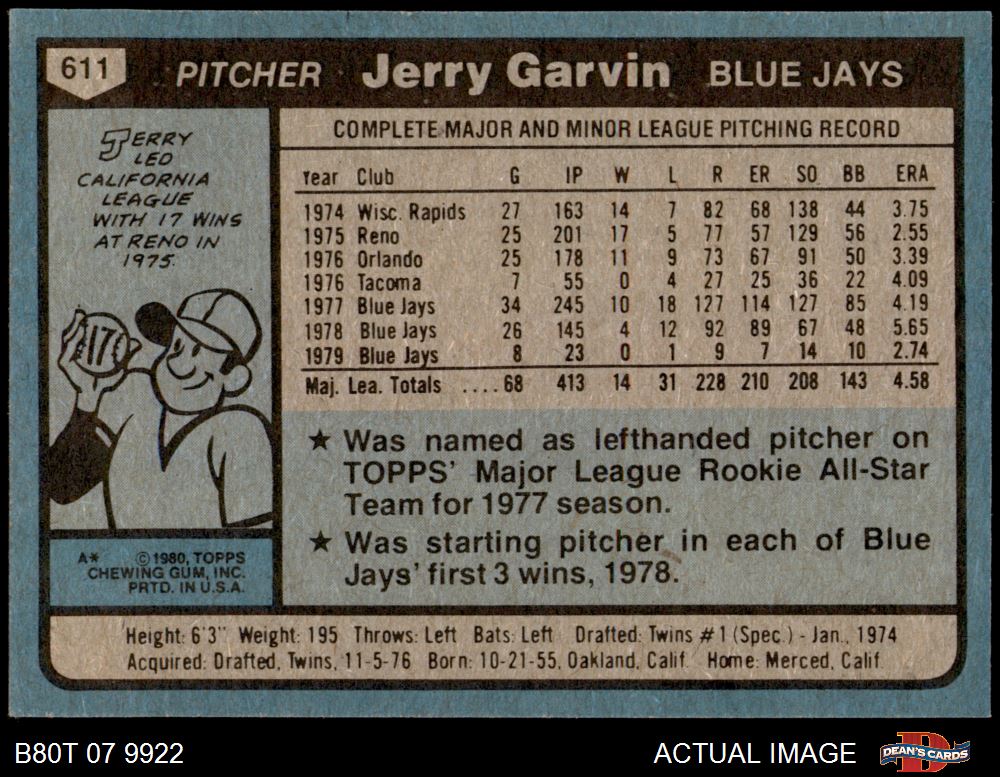 611 PITCHER Jerry Garvin BLUE JAYS
JERRY
LED
CALIFORNIA
LEAGUE
WITH 17 WINS
AT RENO IN
1975.
17
COMPLETE MAJOR AND MINOR LEAGUE PITCHING RECORD
Year Club G IP W L R ER SO BB ERA
1974 Wisc. Rapids 27 163 14 7 82 68 138 44 3.75
1975 Reno 25 201 17 5 77 57 129 56 2.55
1976 Orlando 25 178 11 9 73 67 91 50 3.39
1976 Tacoma 7 55 0 4 27 25 36 22 4.09
1977 Blue Jays 34 245 10 18 127 114 127 85 4.19
1978 Blue Jays 26 145 4 12 92 89 67 48 5.65
1979 Blue Jays 8 23 0 1 9 7 14 10 2.74
Maj. Lea. Totals ....68 413 14 31 228 210 208 143 4.58
★ Was named as lefthanded pitcher on
TOPPS' Major League Rookie All-Star
Team for 1977 season.
★ Was starting pitcher in each of Blue
Jays' first 3 wins, 1978.
A* © 1980, TOPPS
CHEWING GUM, INC.
PRTD. IN U.S.A.
Height: 6'3" Weight: 195 Throws: Left Bats: Left Drafted: Twins #1 (Spec.) - Jan., 1974
Acquired: Drafted, Twins, 11-5-76 Born: 10-21-55, Oakland, Calif. Home: Merced, Calif.
B80T 07 9922 ACTUAL IMAGE DEAN'S CARDS